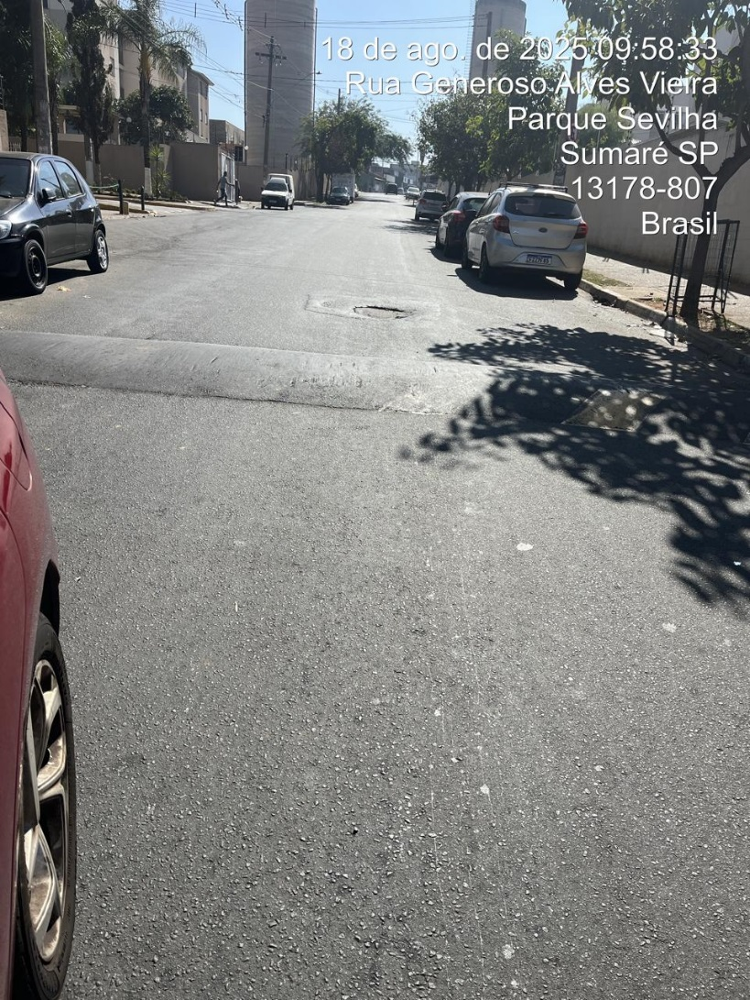 18 de ago. de 2025 09:58:33
Rua Generoso Alves Vieira
Parque Sevilha
Sumaré SP
13178-807
Brasil